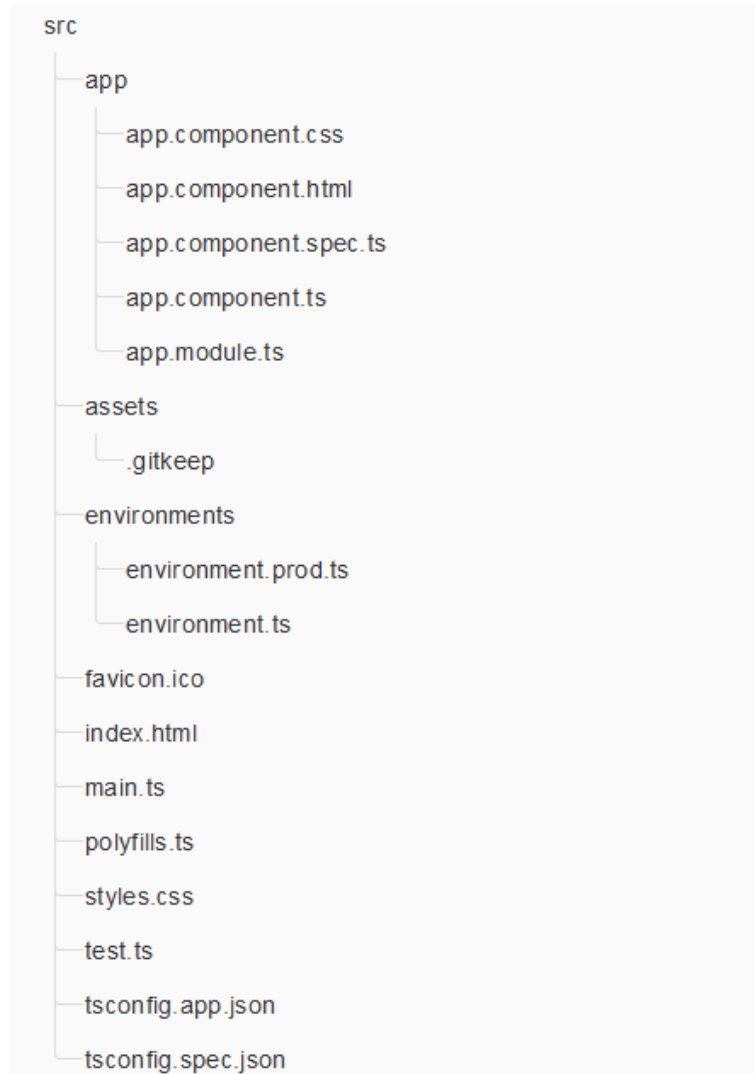 src
app
app.component.css
app.component.html
app.component.spec.ts
app.component.ts
app.module.ts
assets
.gitkeep
environments
environment.prod.ts
environment.ts
favicon.ico
index.html
main.ts
polyfills.ts
styles.css
test.ts
tsconfig.app.json
tsconfig.spec.json